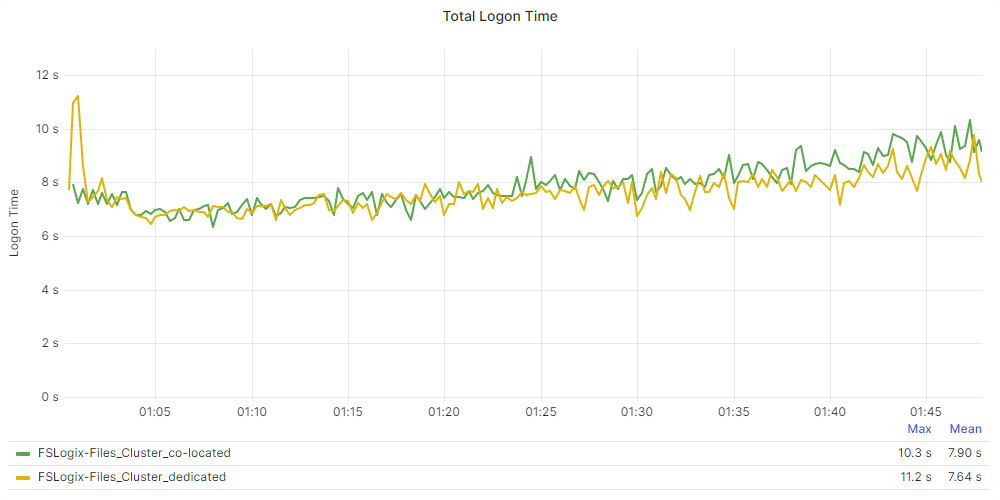 Total Logon Time
Logon Time
12 s
10 s
8 s
6 s
4 s
2 s
0 s
01:05 01:10 01:15 01:20 01:25 01:30 01:35 01:40 01:45
Max Mean
FSLogix-Files_Cluster_co-located 10.3 s 7.90 s
FSLogix-Files_Cluster_dedicated 11.2 s 7.64 s